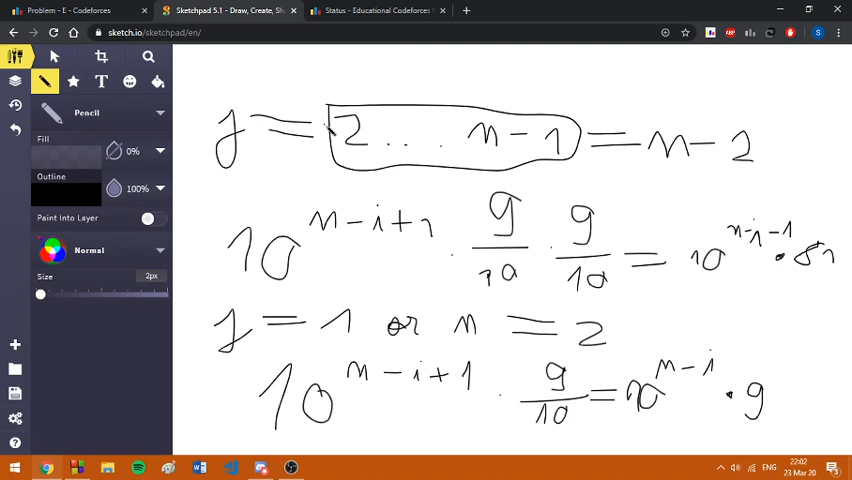 Problem - E - Codeforces
Sketchpad 5.1 - Draw, Create, Sh
Status - Educational Codeforces
sketch.io/sketchpad/en/
ABP
S
T
Pencil
Fill
0%
Outline
100%
Paint Into Layer
Normal
Size
2px
y = 2 . . . n - 1 = n - 2
10^{n-i+1} · 9/10 · 9/10 = 10^{n-i-1} · 81
y = 1 or n = 2
10^{n-i+1} · 9/10 = 10^{n-i} · 9
ENG
22:02
23 Mar 20
3